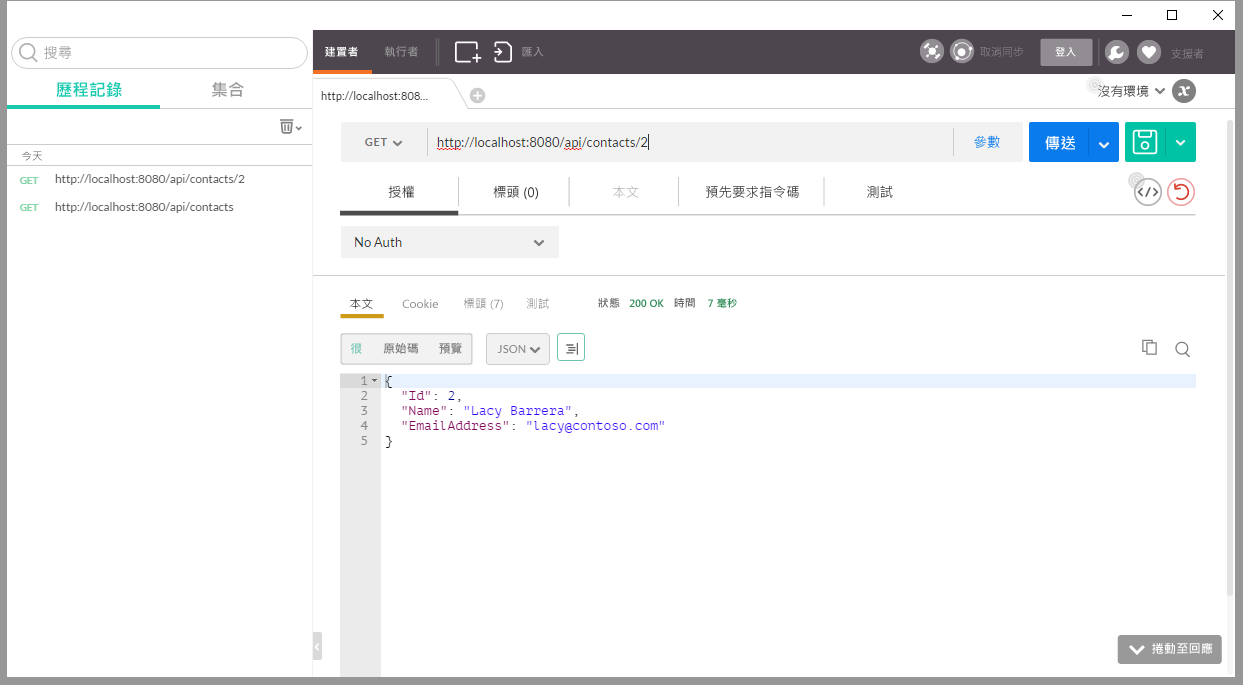 搜尋
歷程記錄
集合
今天
GET http://localhost:8080/api/contacts/2
GET http://localhost:8080/api/contacts
建置者 執行者 匯入 取消同步 登入 支援者
http://localhost:808...
沒有環境
GET http://localhost:8080/api/contacts/2 參數 傳送
授權 標頭 (0) 本文 預先要求指令碼 測試
No Auth
本文 Cookie 標頭 (7) 測試 狀態 200 OK 時間 7 毫秒
很 原始碼 預覽 JSON
1 {
2 "Id": 2,
3 "Name": "Lacy Barrera",
4 "EmailAddress": "lacy@contoso.com"
5 }
捲動至回應